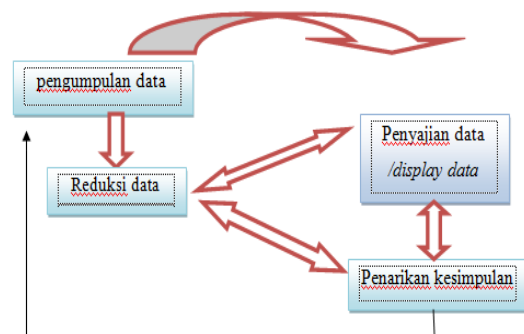 pengumpulan data
Penyajian data
/display data
Reduksi data
Penarikan kesimpulan